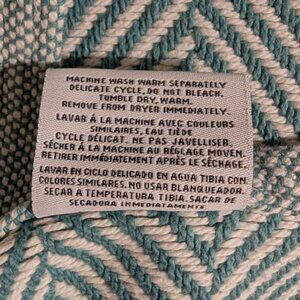 MACHINE WASH WARM SEPARATELY
DELICATE CYCLE, DO NOT BLEACH.
TUMBLE DRY, WARM.
REMOVE FROM DRYER IMMEDIATELY.
LAVAR À LA MACHINE AVEC COULEURS
SIMILAIRES, EAU TIÈDE
CYCLE DÉLICAT. NE PAS JAVELLISER.
SÉCHER À LA MACHINE AU RÉGLAGE MOYEN.
RETIRER IMMÉDIATEMENT APRÈS LE SÉCHAGE.
LAVAR EN CICLO DELICADO EN AGUA TIBIA CON
COLORES SIMILARES. NO USAR BLANQUEADOR.
SECAR A TEMPERATURA TIBIA. SACAR DE
SECADORA INMEDIATAMENTE.